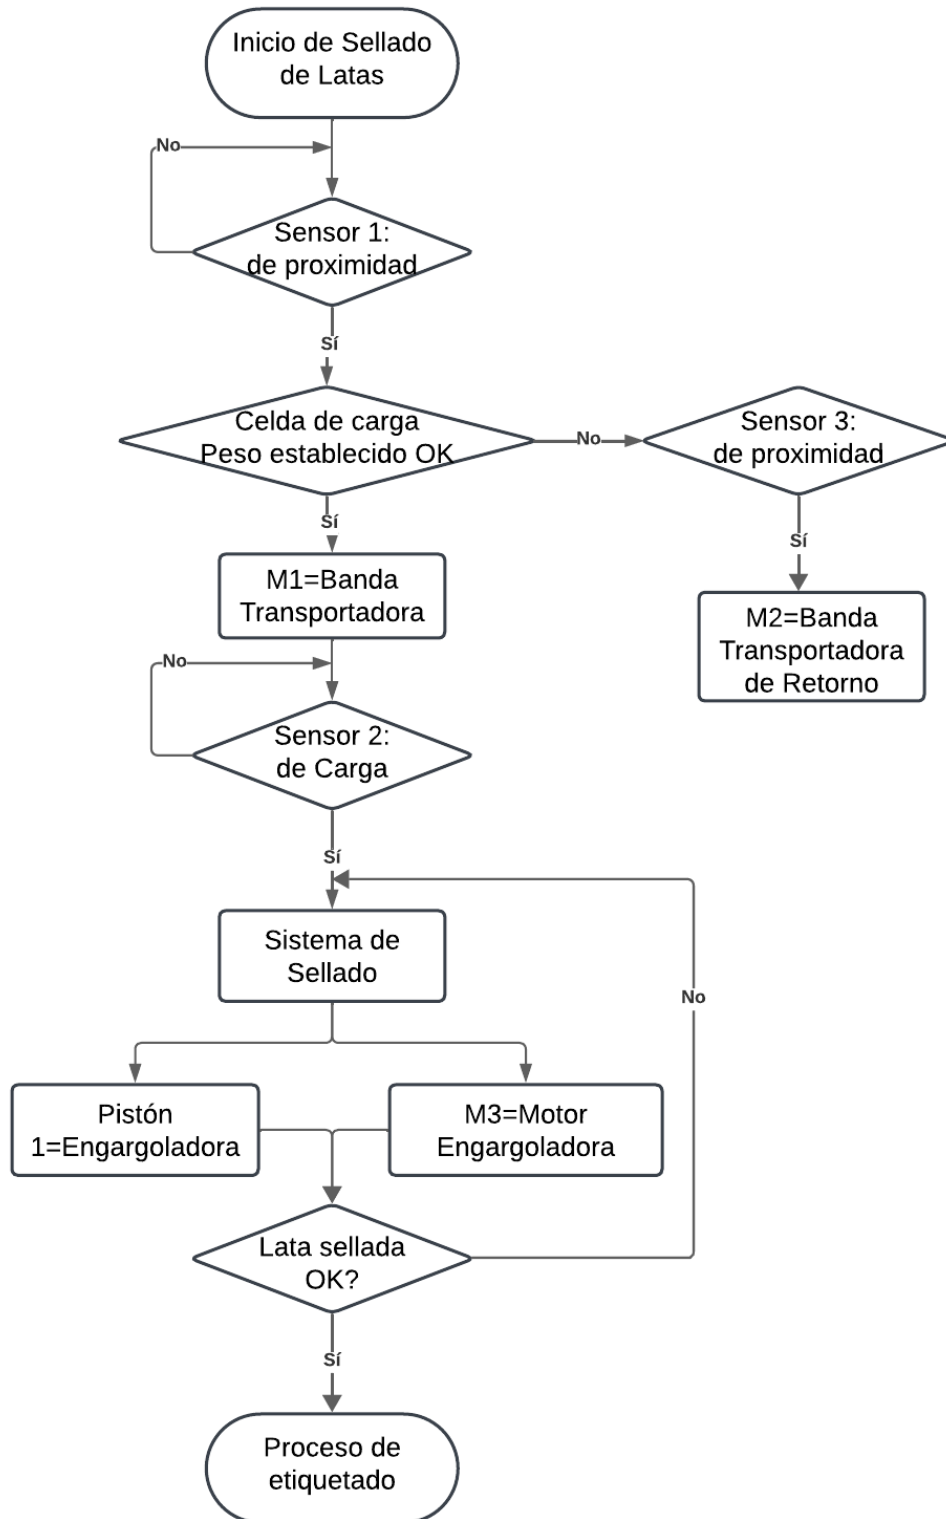 Inicio de Sellado
de Latas
No
Sensor 1:
de proximidad
Sí
Celda de carga
Peso establecido OK
No
Sensor 3:
de proximidad
Sí
Sí
M1=Banda
Transportadora
M2=Banda
Transportadora
de Retorno
No
Sensor 2:
de Carga
Sí
Sistema de
Sellado
No
Pistón
1=Engargoladora
M3=Motor
Engargoladora
Lata sellada
OK?
Sí
Proceso de
etiquetado